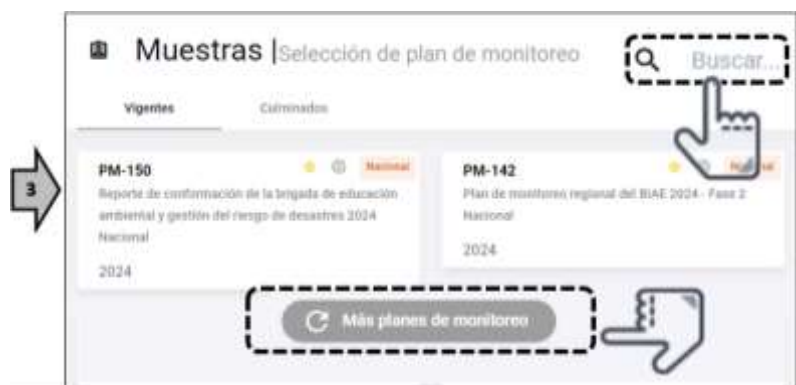 Muestras |Selección de plan de monitoreo
Buscar...
Vigentes
Culminados
3
PM-150
Nacional
Reporte de conformación de la brigada de educación
ambiental y gestión del riesgo de desastres 2024
Nacional
2024
PM-142
Plan de monitoreo regional del BIAE 2024 - Fase 2
Nacional
2024
Más planes de monitoreo